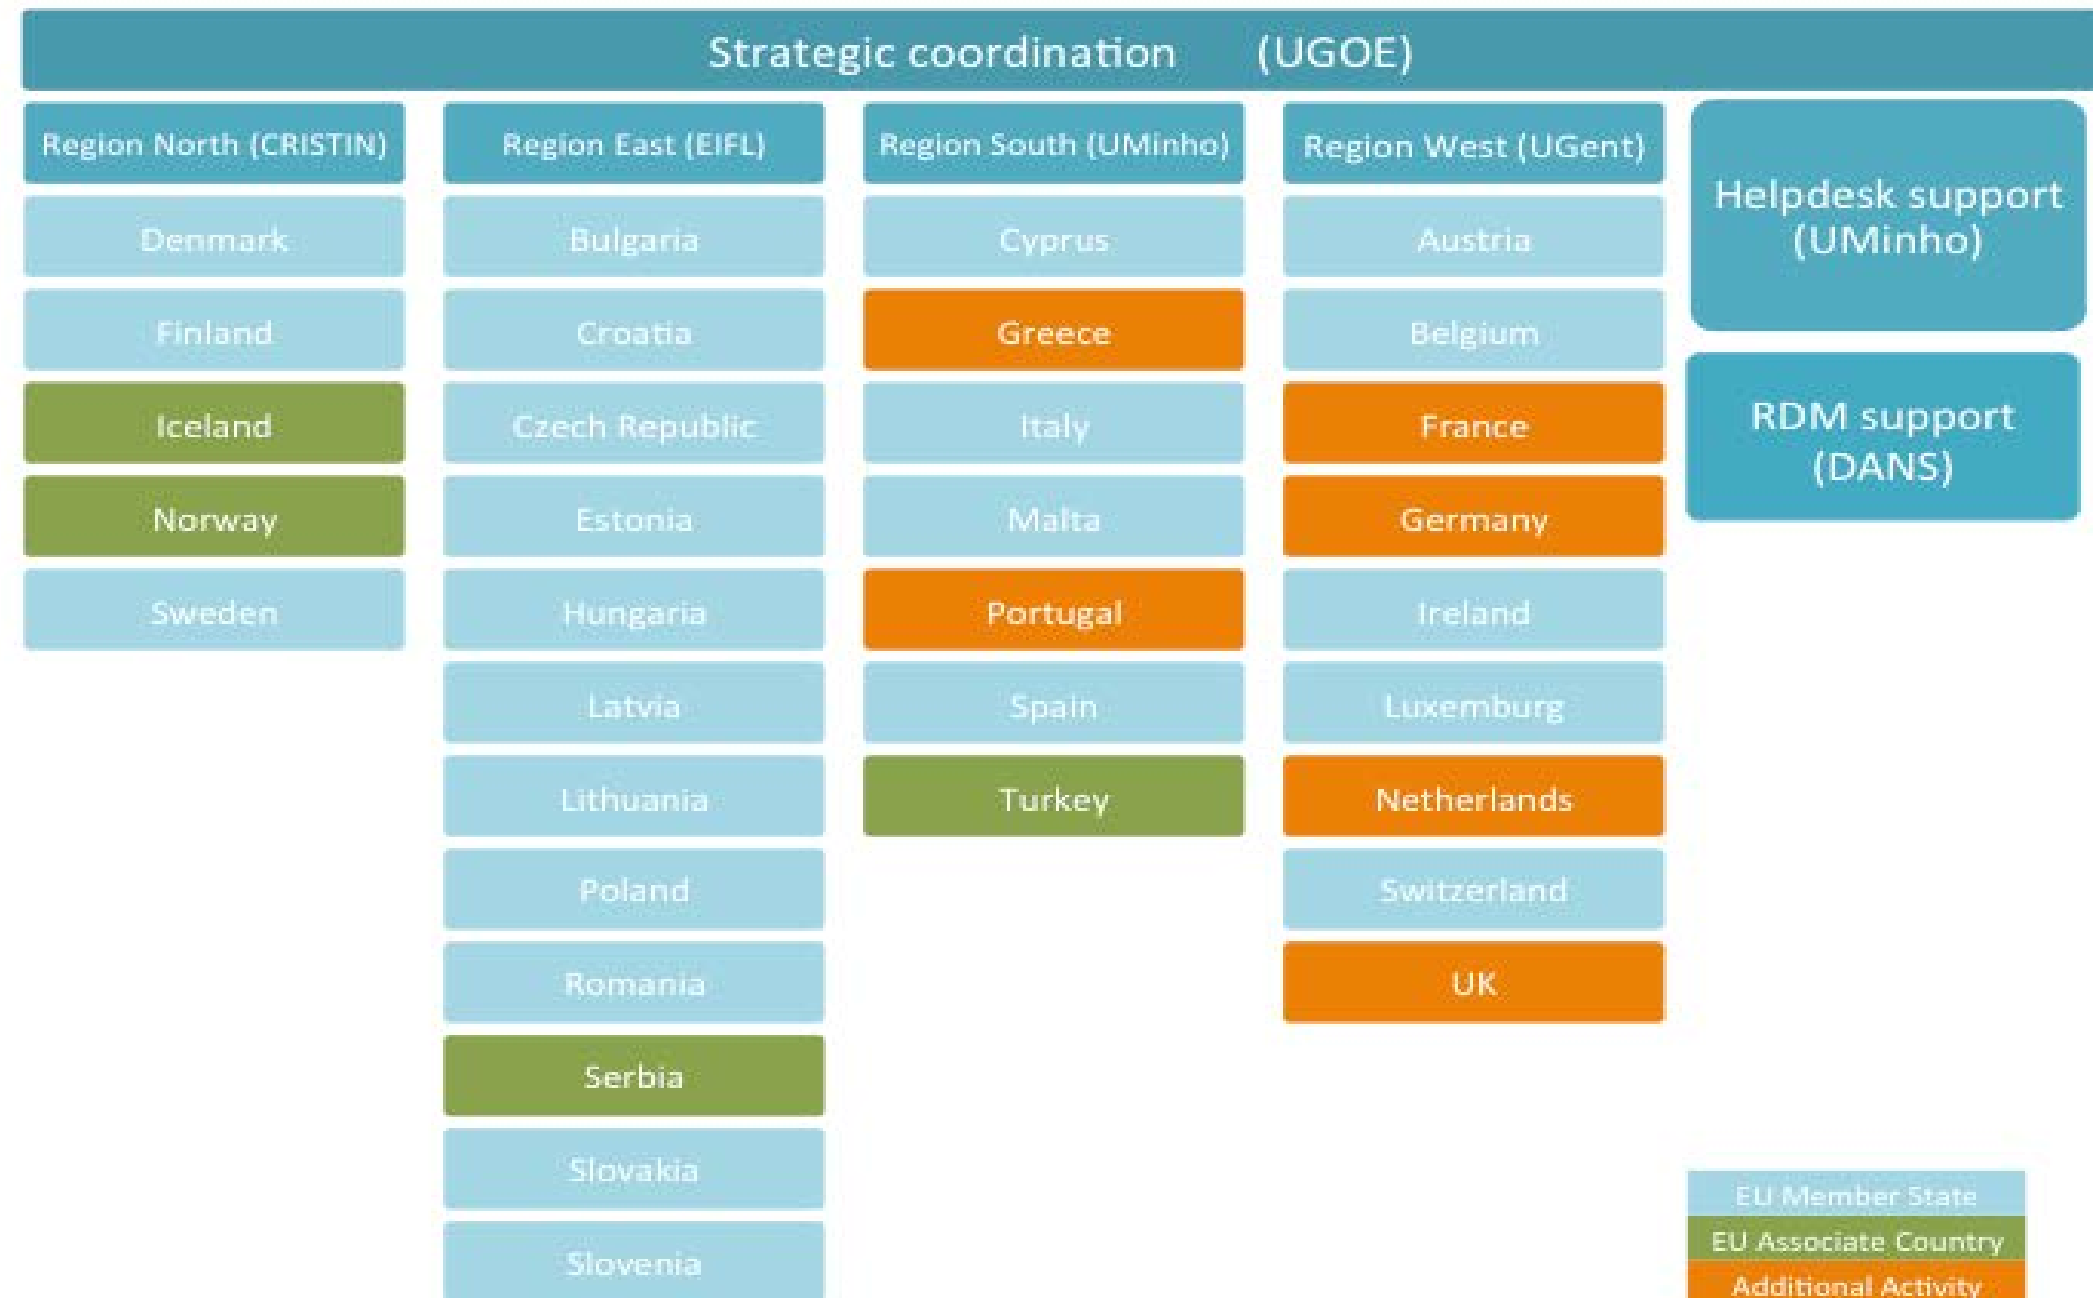 Strategic coordination (UGOE)
Region North (CRISTIN)
Denmark
Finland
Iceland
Norway
Sweden
Region East (EIFL)
Bulgaria
Croatia
Czech Republic
Estonia
Hungaria
Latvia
Lithuania
Poland
Romania
Serbia
Slovakia
Slovenia
Region South (UMinho)
Cyprus
Greece
Italy
Malta
Portugal
Spain
Turkey
Region West (UGent)
Austria
Belgium
France
Germany
Ireland
Luxemburg
Netherlands
Switzerland
UK
Helpdesk support
(UMinho)
RDM support
(DANS)
EU Member State
EU Associate Country
Additional Activity